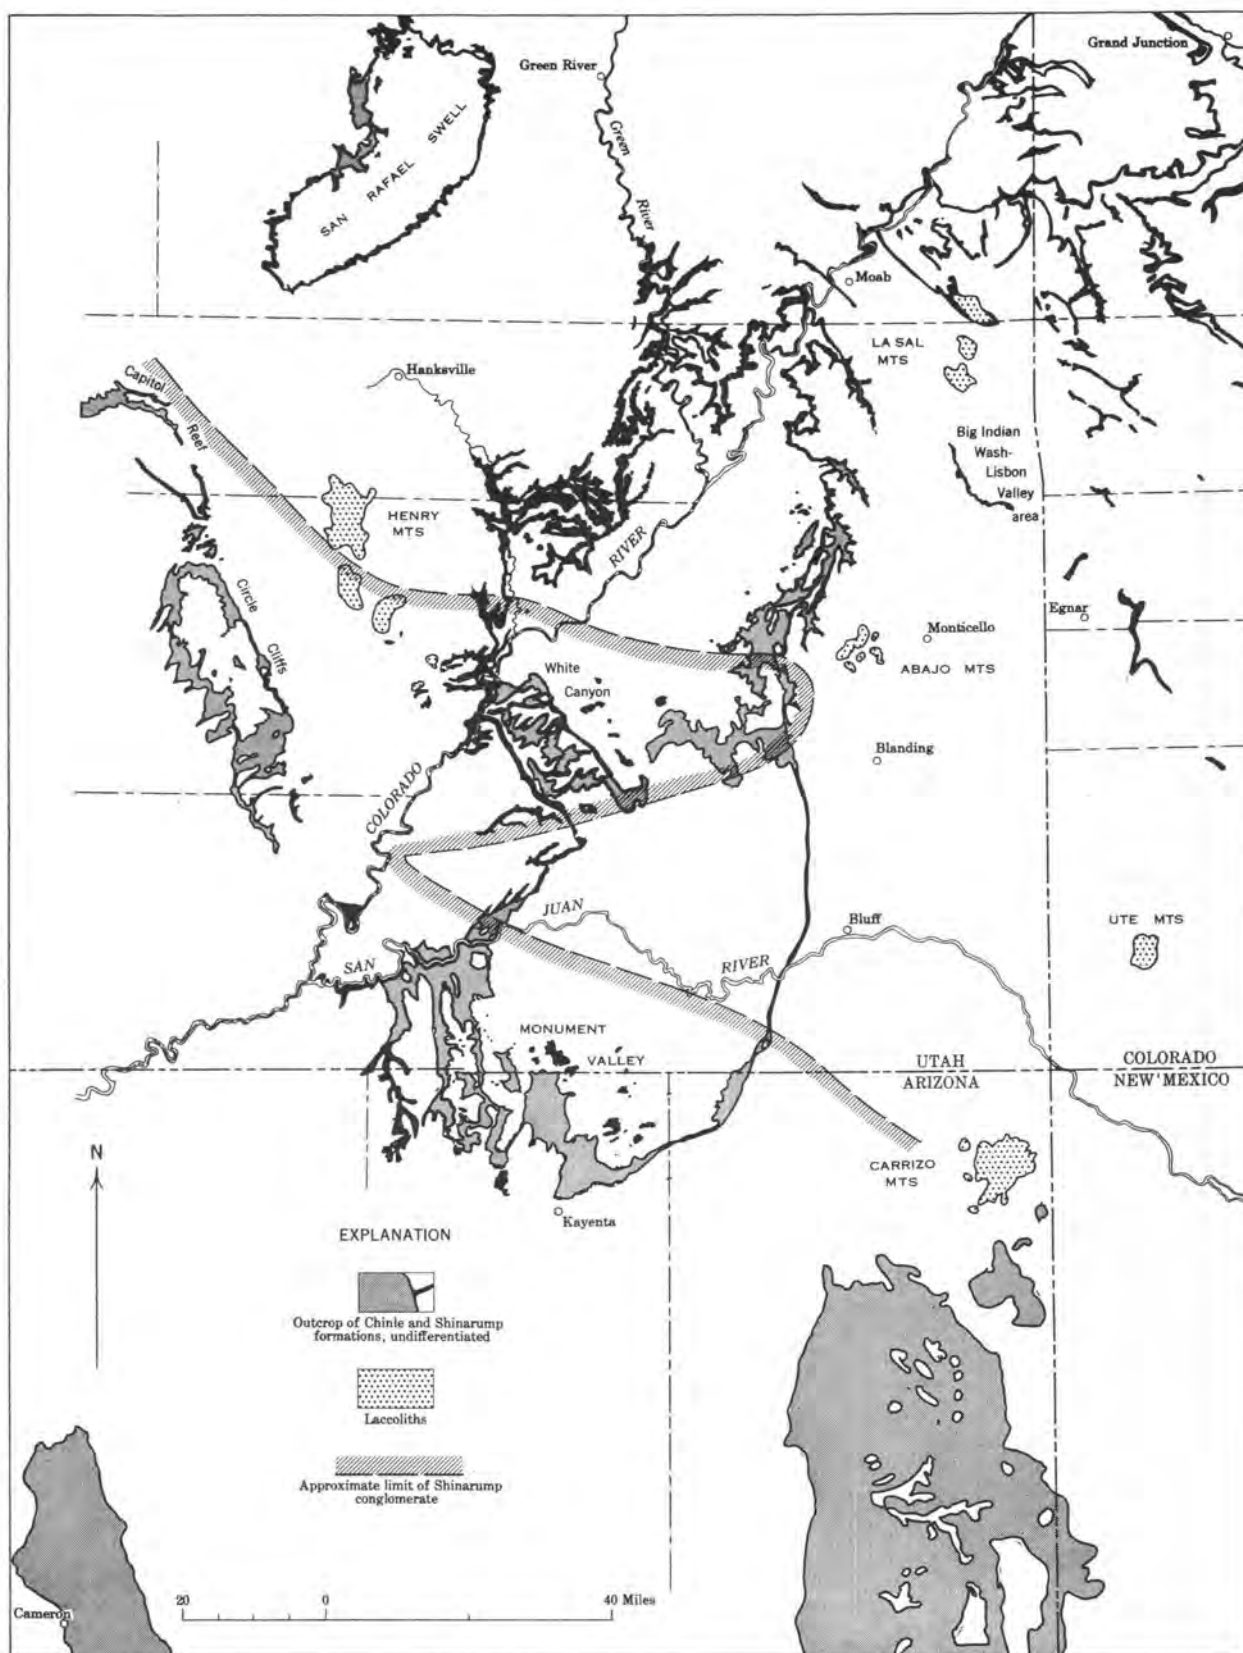 Grand Junction
Green River
Green
River
SAN RAFAEL SWELL
Moab
LA SAL
MTS
Hanksville
Capitol
Reef
Big Indian
Wash-
Lisbon
Valley
area
HENRY
MTS
RIVER
Circle
Cliffs
Egnar
Monticello
ABAJO MTS
White
Canyon
Blanding
COLORADO
JUAN
Bluff
UTE MTS
SAN
RIVER
MONUMENT
VALLEY
UTAH
ARIZONA
COLORADO
NEW MEXICO
N
CARRIZO
MTS
Kayenta
EXPLANATION
Outcrop of Chinle and Shinarump
formations, undifferentiated
Laccoliths
Approximate limit of Shinarump
conglomerate
Cameron
20 0 40 Miles